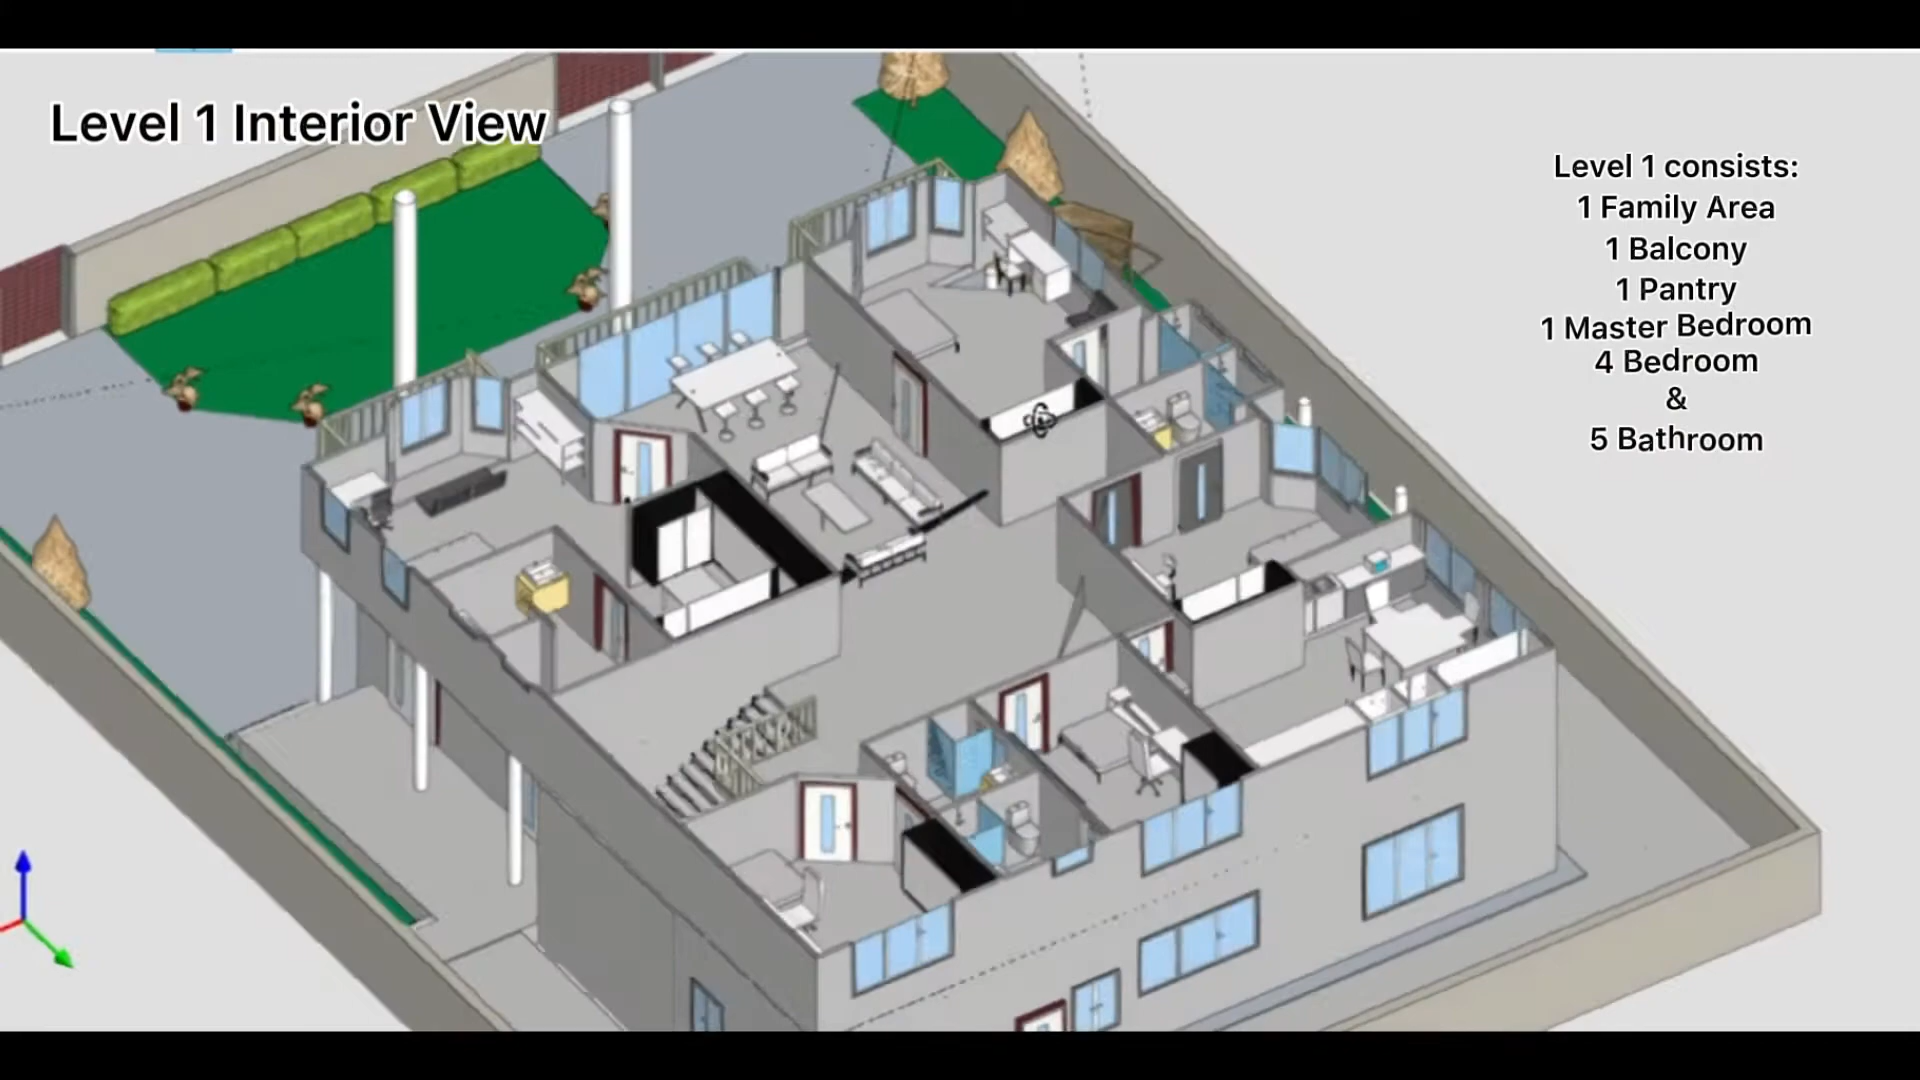 Level 1 Interior View
Level 1 consists:
1 Family Area
1 Balcony
1 Pantry
1 Master Bedroom
4 Bedroom
&
5 Bathroom